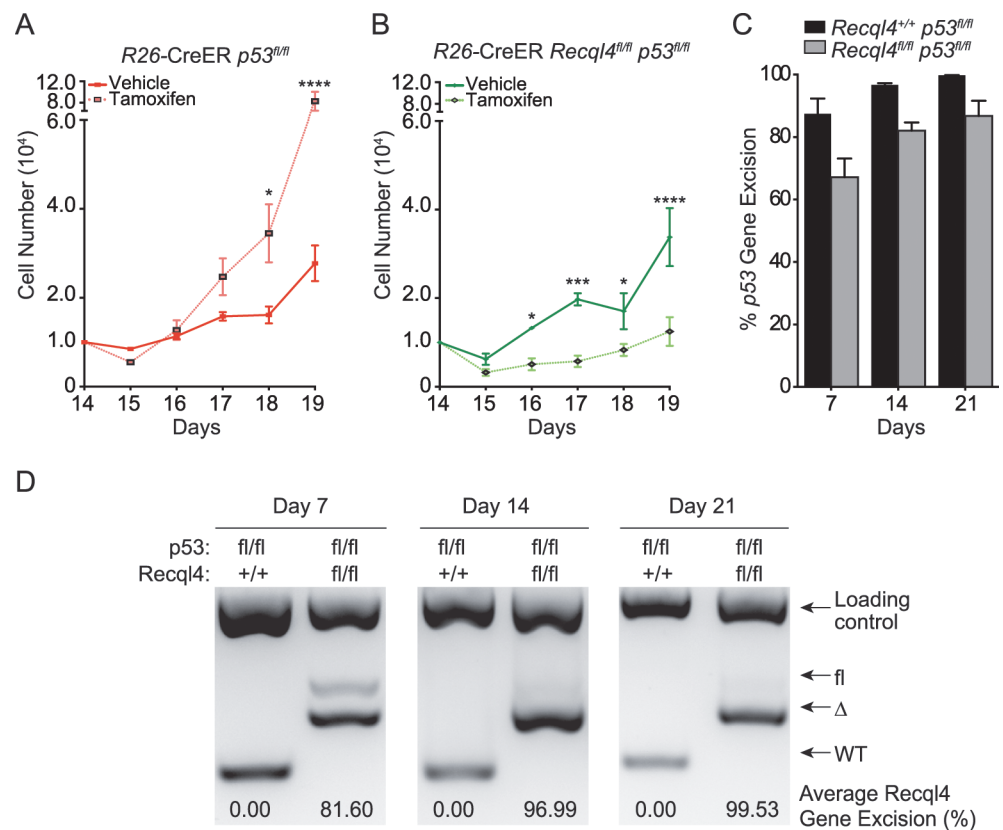 A
R26-CreER p53fl/fl
Vehicle
Tamoxifen
****
*
12.0
8.0
6.0
4.0
2.0
1.0
0
Cell Number (10⁴)
14 15 16 17 18 19
Days
B
R26-CreER Recql4fl/fl p53fl/fl
Vehicle
Tamoxifen
****
***
*
*
12.0
8.0
6.0
4.0
2.0
1.0
0
Cell Number (10⁴)
14 15 16 17 18 19
Days
C
Recql4+/+ p53fl/fl
Recql4fl/fl p53fl/fl
100
80
60
40
20
0
% p53 Gene Excision
7 14 21
Days
D
Day 7 Day 14 Day 21
p53: fl/fl fl/fl fl/fl fl/fl fl/fl fl/fl
Recql4: +/+ fl/fl +/+ fl/fl +/+ fl/fl
Loading
control
fl
Δ
WT
0.00 81.60 0.00 96.99 0.00 99.53
Average Recql4
Gene Excision (%)